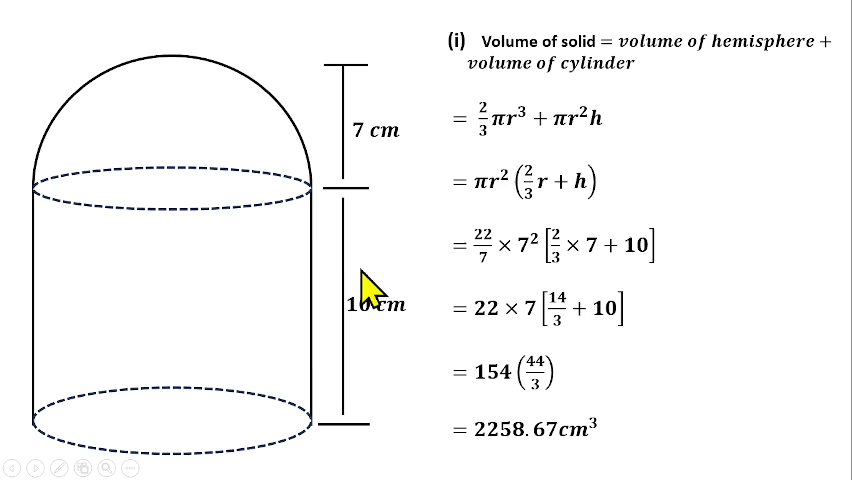 (i) Volume of solid = volume of hemisphere +
volume of cylinder
7 cm
= 2/3 πr³ + πr²h
= πr² (2/3 r + h)
= 22/7 × 7² [2/3 × 7 + 10]
10 cm
= 22 × 7 [14/3 + 10]
= 154 (44/3)
= 2258.67cm³